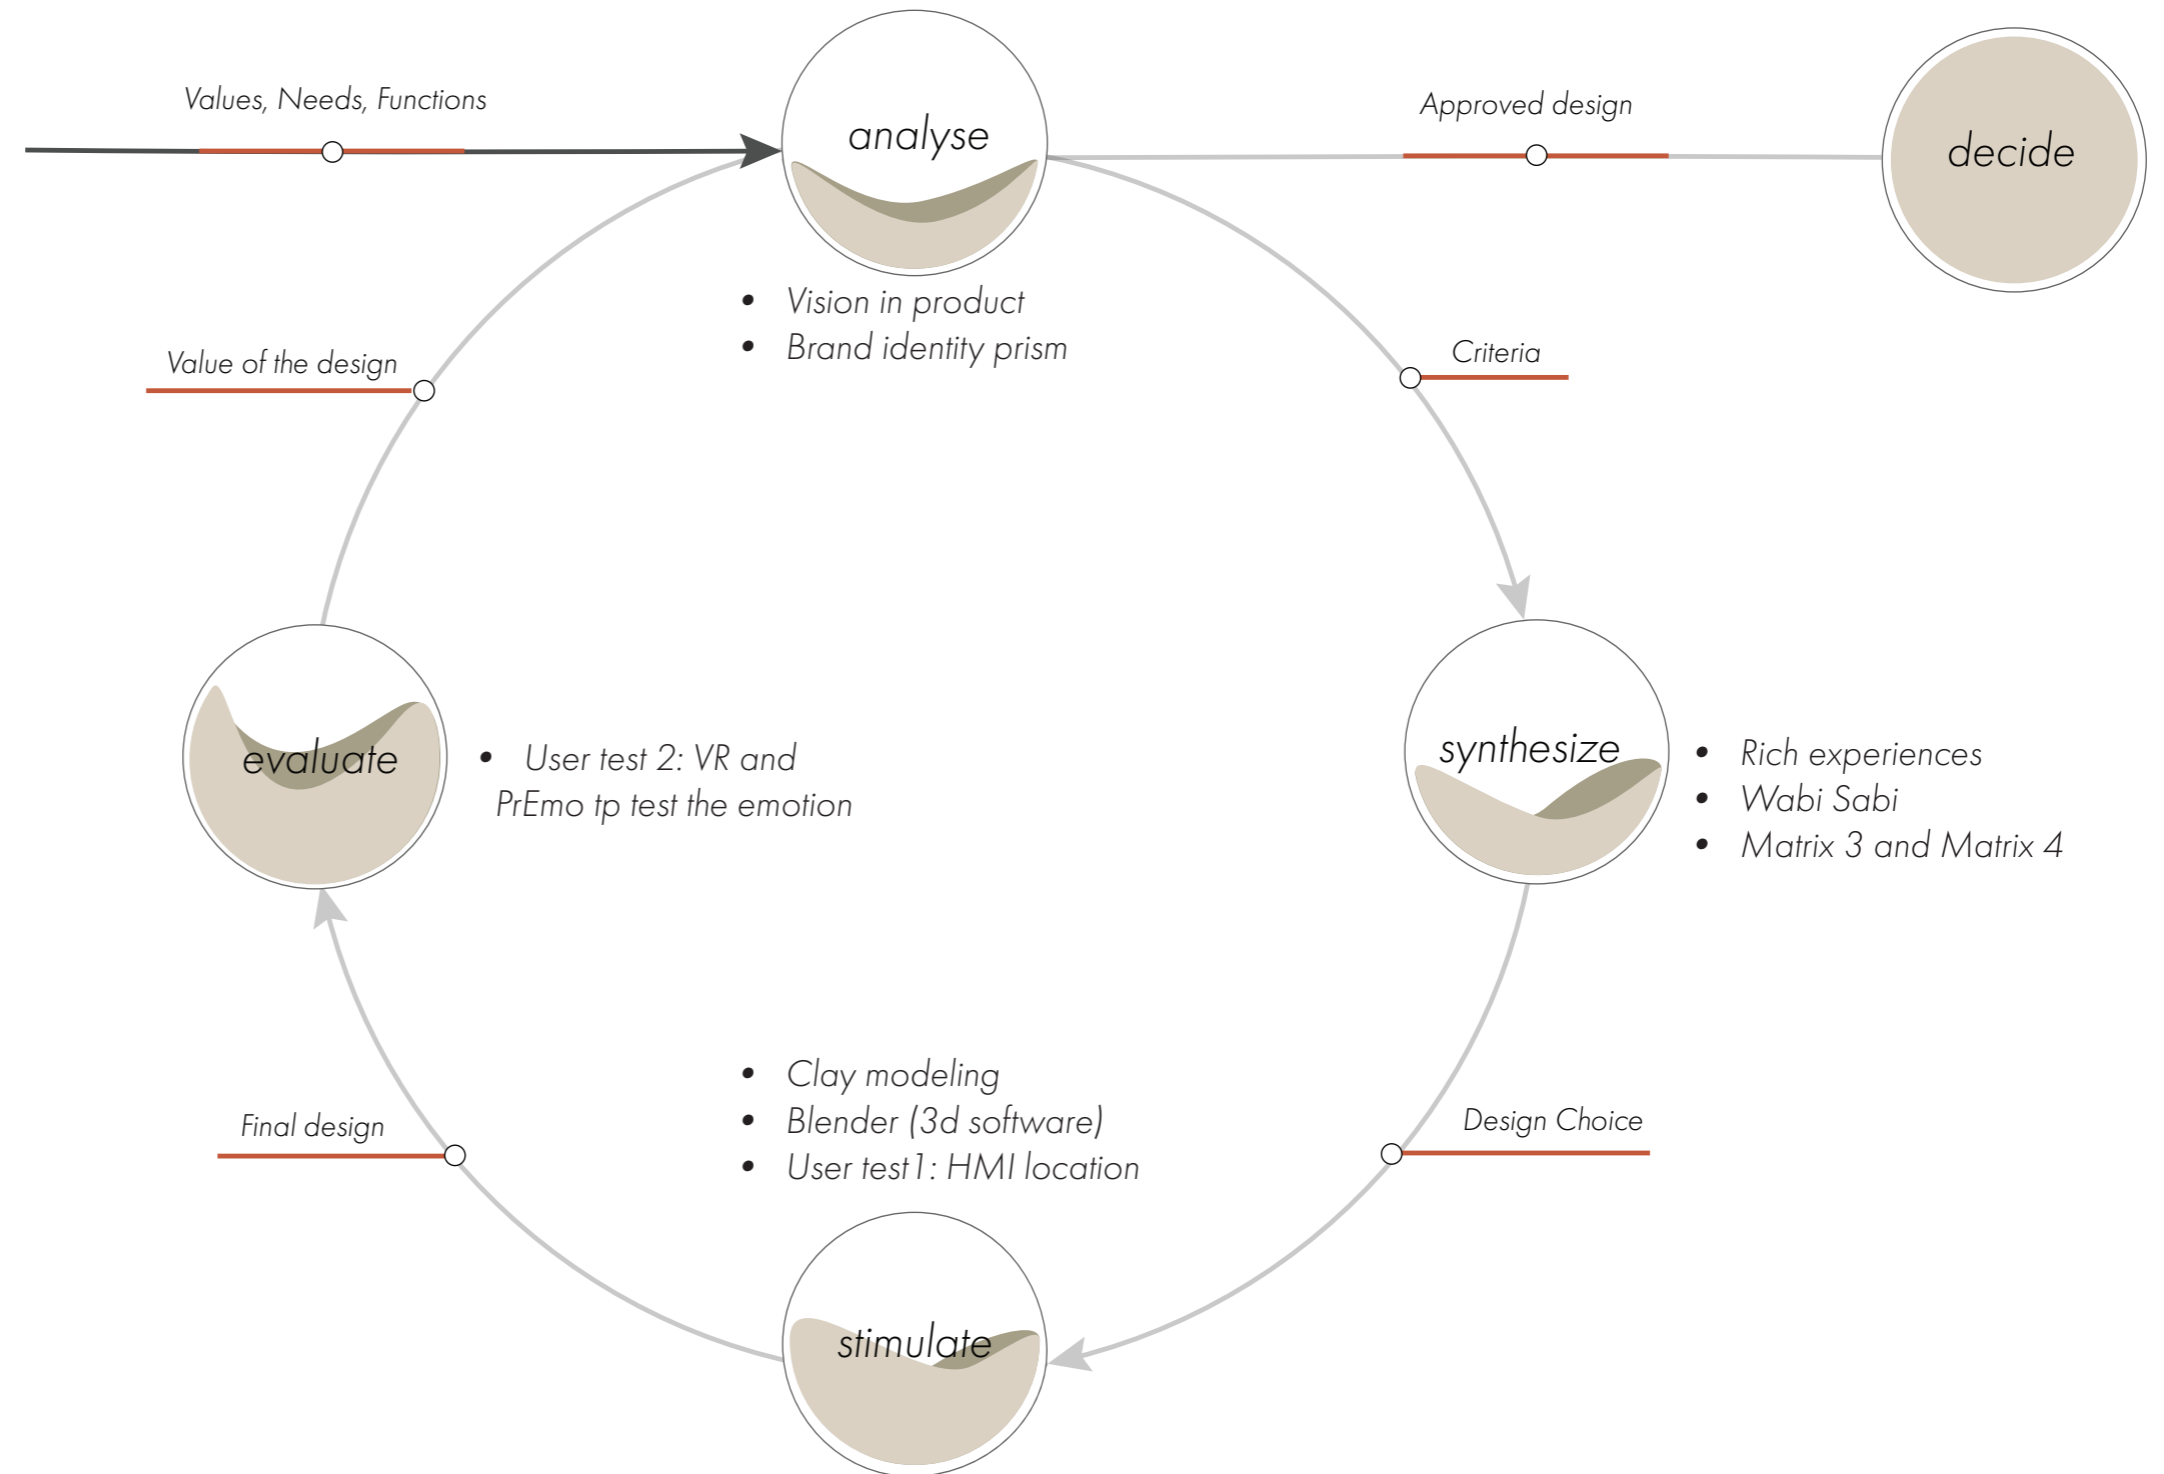 Values, Needs, Functions
analyse
Approved design
decide
• Vision in product
• Brand identity prism
Value of the design
Criteria
evaluate
• User test 2: VR and
PrEmo tp test the emotion
synthesize
• Rich experiences
• Wabi Sabi
• Matrix 3 and Matrix 4
• Clay modeling
• Blender (3d software)
• User test1: HMI location
Final design
Design Choice
stimulate